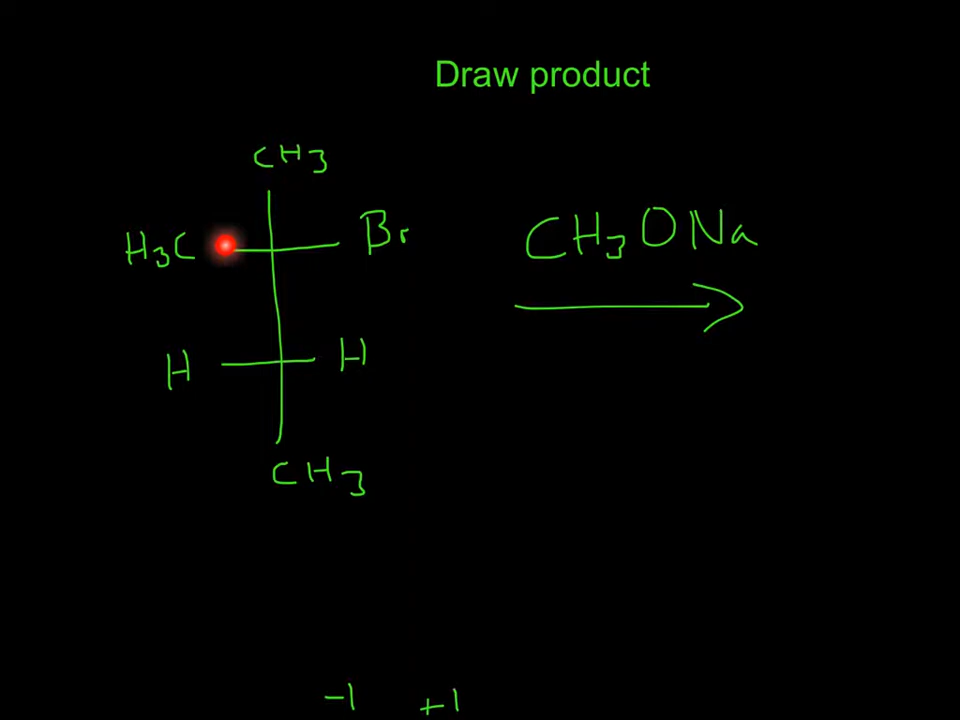 Draw product
CH3
H3C Br CH3ONa
H H
CH3
-1 +1